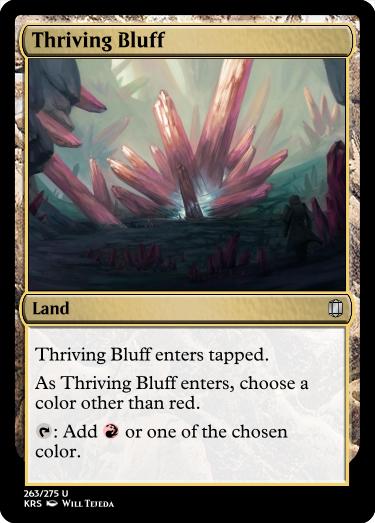 Thriving Bluff
Land
Thriving Bluff enters tapped.
As Thriving Bluff enters, choose a
color other than red.
: Add or one of the chosen
color.
263/275 U
KRS Will Tejeda